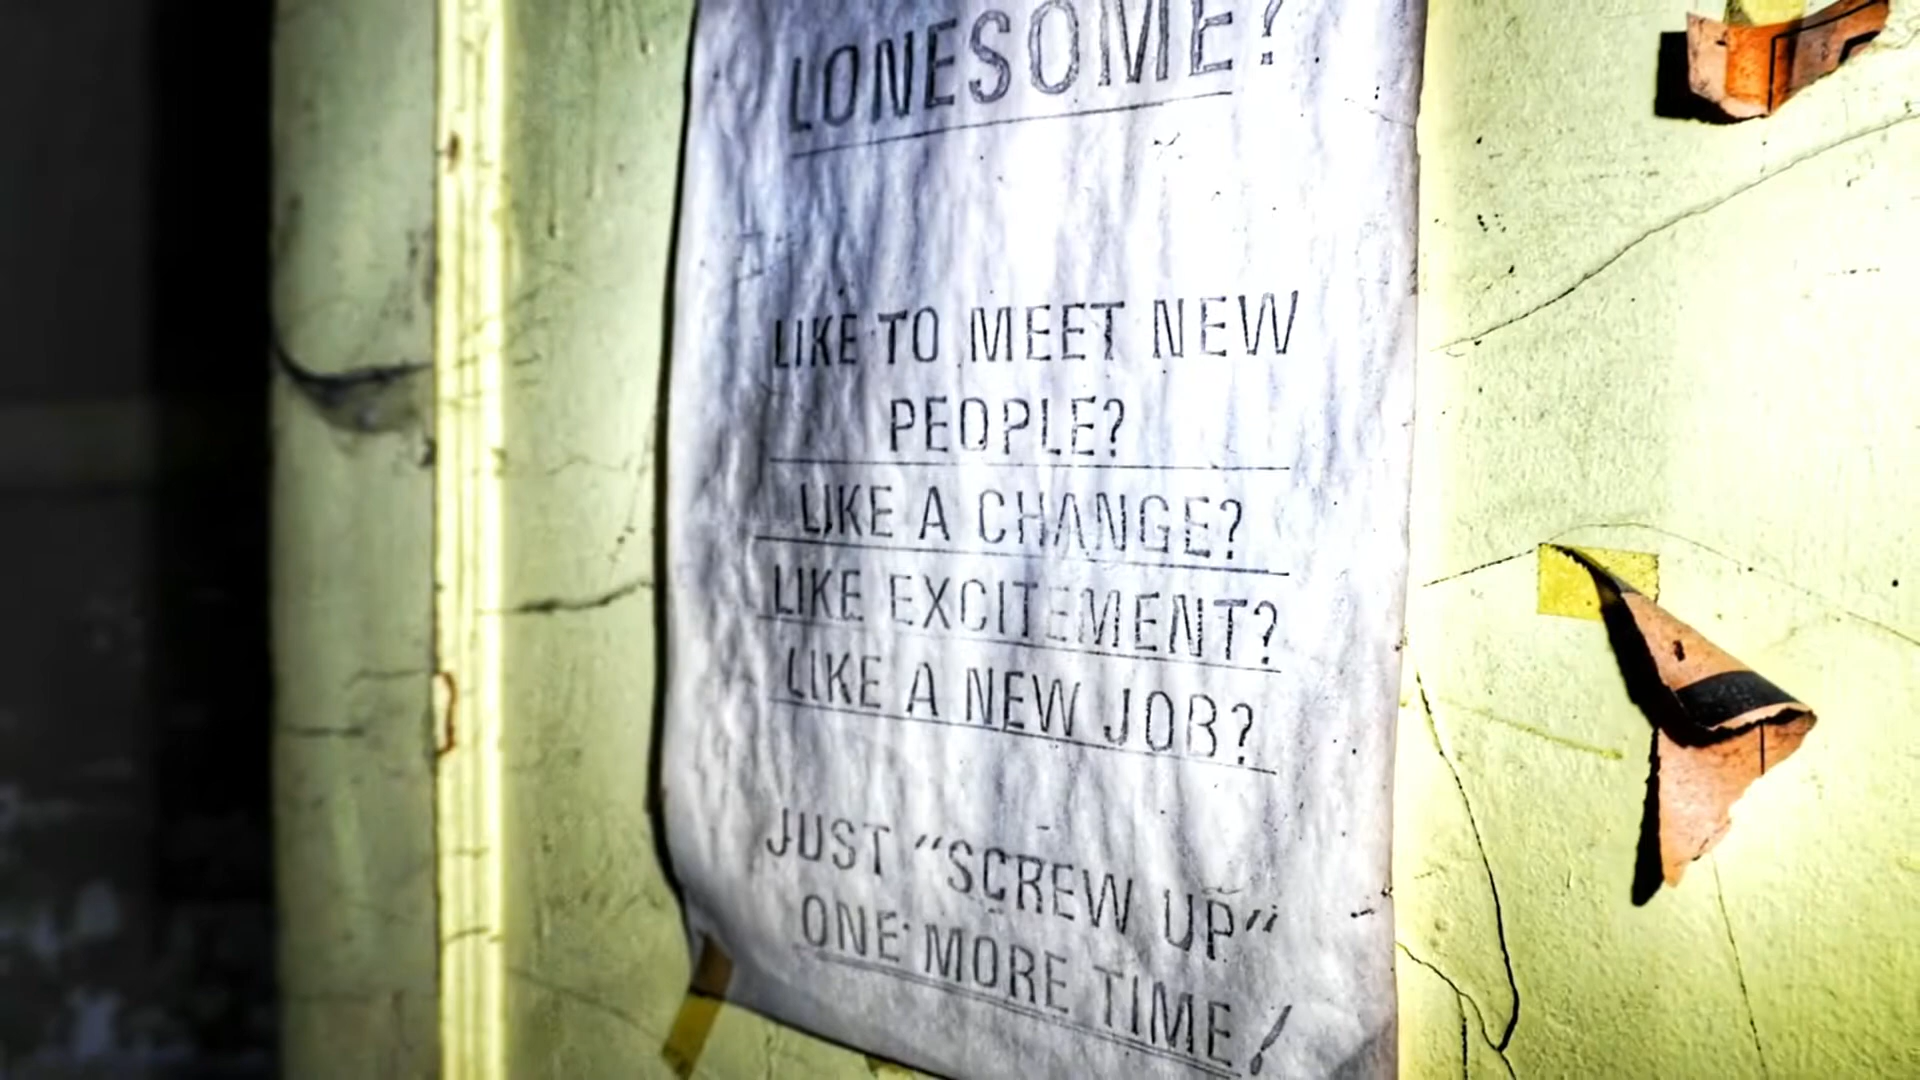 LONESOME?
LIKE TO MEET NEW
PEOPLE?
LIKE A CHANGE?
LIKE EXCITEMENT?
LIKE A NEW JOB?
JUST “SCREW UP”
ONE MORE TIME!